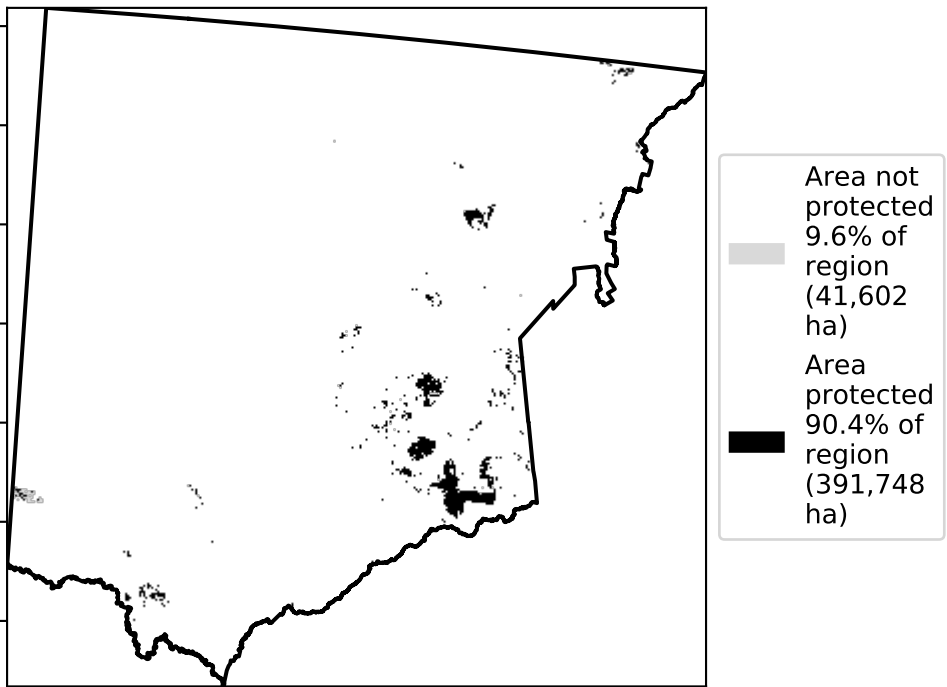 Area not
protected
9.6% of
region
(41,602
ha)
Area
protected
90.4% of
region
(391,748
ha)